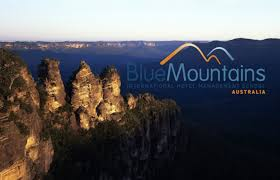 BlueMountains
INTERNATIONAL HOTEL MANAGEMENT SCHOOL
AUSTRALIA